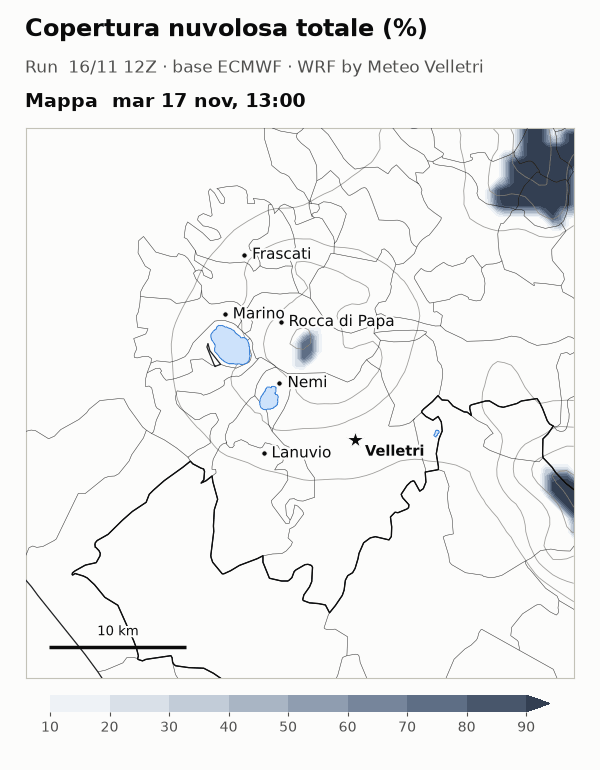 Copertura nuvolosa totale (%)
Run  16/11 12Z · base ECMWF · WRF by Meteo Velletri
Mappa  mar 17 nov, 13:00
Frascati
Marino
Rocca di Papa
Nemi
Velletri
Lanuvio
10 km
10 20 30 40 50 60 70 80 90